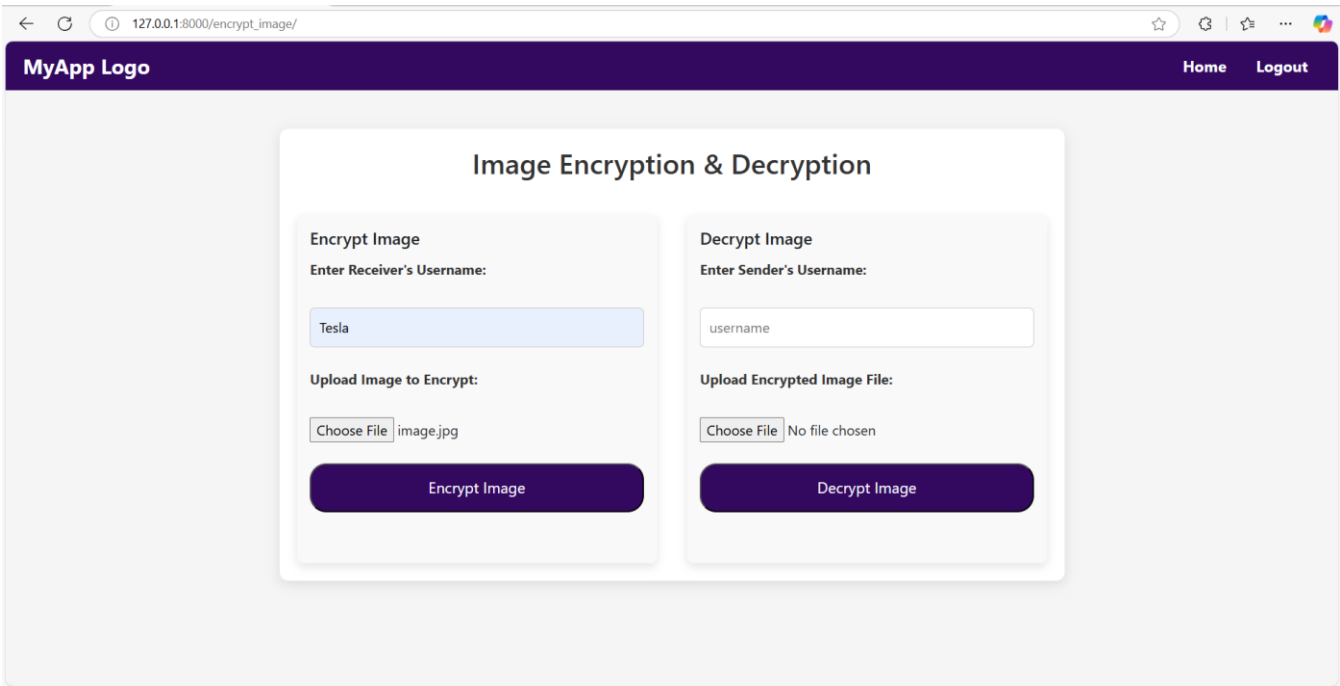 127.0.0.1:8000/encrypt_image/
MyApp Logo Home Logout
Image Encryption & Decryption
Encrypt Image
Enter Receiver's Username:
Tesla
Upload Image to Encrypt:
Choose File image.jpg
Encrypt Image
Decrypt Image
Enter Sender's Username:
username
Upload Encrypted Image File:
Choose File No file chosen
Decrypt Image